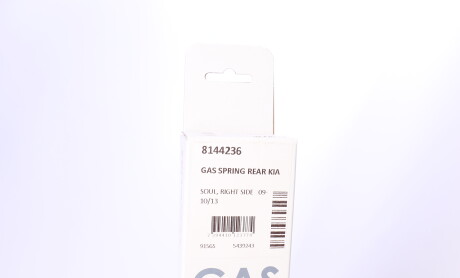 8144236
GAS SPRING REAR KIA
SOUL, RIGHT SIDE 09
10/13
GAS